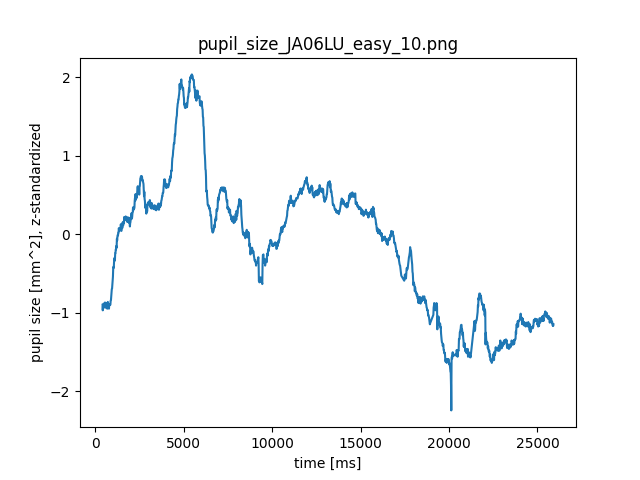 pupil_size_JA06LU_easy_10.png
pupil size [mm^2], z-standardized
2
1
0
−1
−2
0 5000 10000 15000 20000 25000
time [ms]